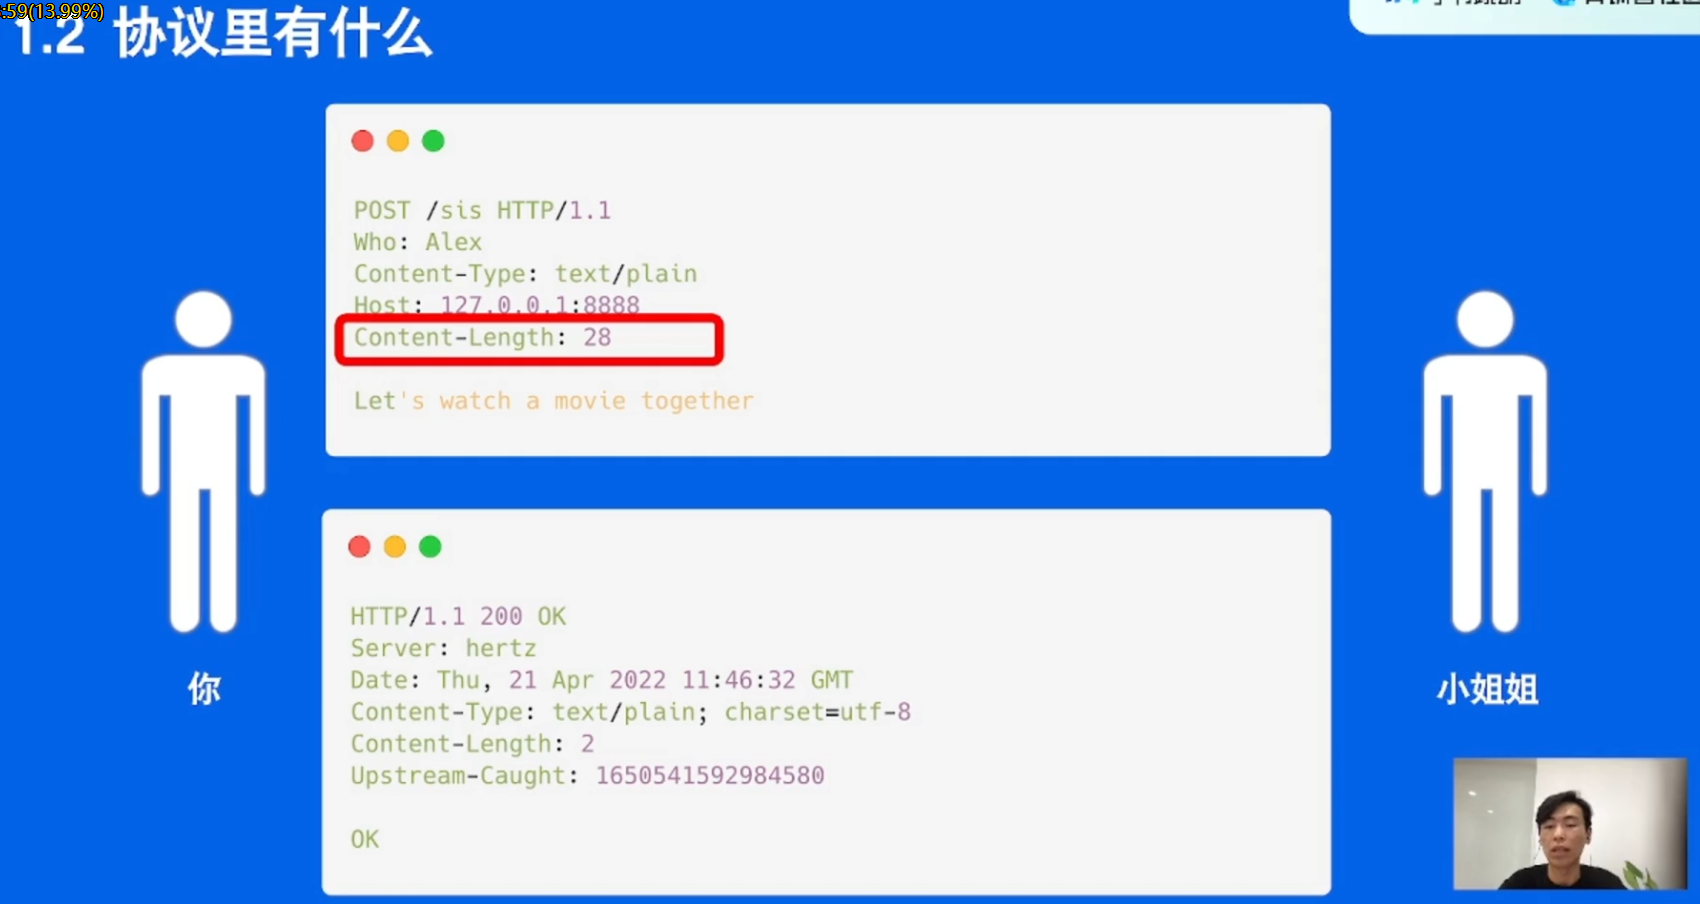 :59(13.99%)
1.2 协议里有什么
POST /sis HTTP/1.1
Who: Alex
Content-Type: text/plain
Host: 127.0.0.1:8888
Content-Length: 28
Let's watch a movie together
你
小姐姐
HTTP/1.1 200 OK
Server: hertz
Date: Thu, 21 Apr 2022 11:46:32 GMT
Content-Type: text/plain; charset=utf-8
Content-Length: 2
Upstream-Caught: 1650541592984580
OK